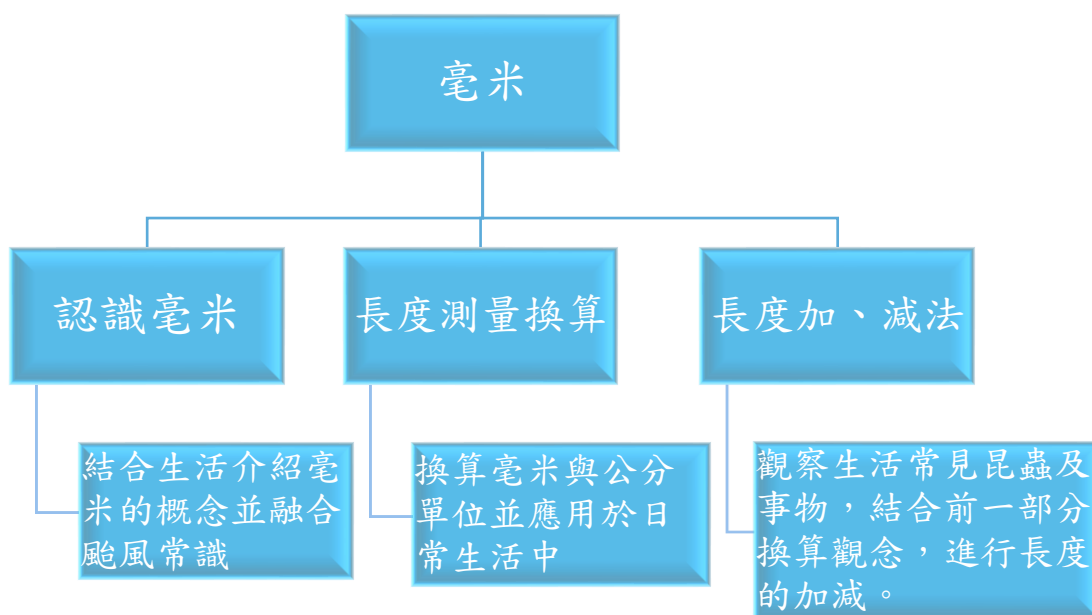 毫米
認識毫米
長度測量換算
長度加、減法
結合生活介紹毫
米的概念並融合
颱風常識
換算毫米與公分
單位並應用於日
常生活中
觀察生活常見昆蟲及
事物，結合前一部分
換算觀念，進行長度
的加減。